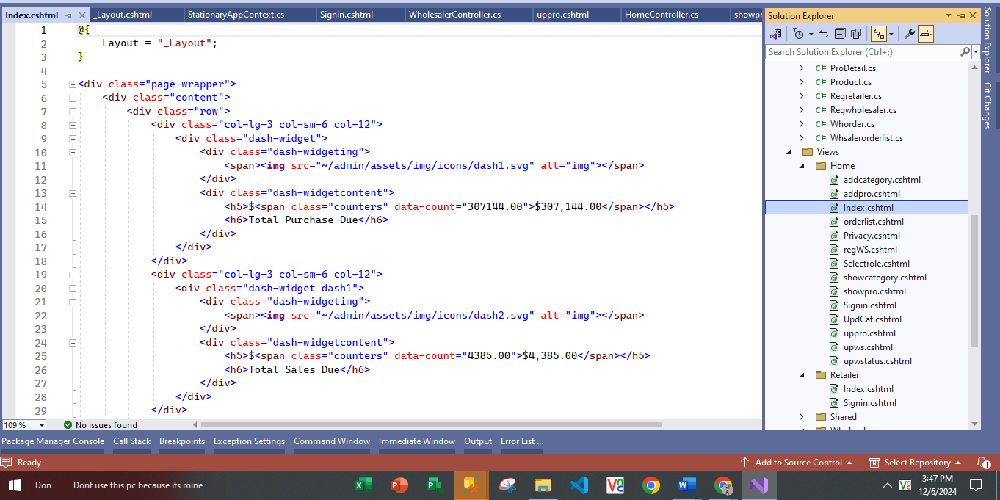 Index.cshtml
_Layout.cshtml
StationaryAppContext.cs
Signin.cshtml
WholesalerController.cs
uppro.cshtml
HomeController.cs
showpr
1 @{
2 Layout = "_Layout";
3 }
4
5 <div class="page-wrapper">
6 <div class="content">
7 <div class="row">
8 <div class="col-lg-3 col-sm-6 col-12">
9 <div class="dash-widget">
10 <div class="dash-widgetimg">
11 <span><img src="~/admin/assets/img/icons/dash1.svg" alt="img"></span>
12 </div>
13 <div class="dash-widgetcontent">
14 <h5>$<span class="counters" data-count="307144.00">$307,144.00</span></h5>
15 <h6>Total Purchase Due</h6>
16 </div>
17 </div>
18 </div>
19 <div class="col-lg-3 col-sm-6 col-12">
20 <div class="dash-widget dash1">
21 <div class="dash-widgetimg">
22 <span><img src="~/admin/assets/img/icons/dash2.svg" alt="img"></span>
23 </div>
24 <div class="dash-widgetcontent">
25 <h5>$<span class="counters" data-count="4385.00">$4,385.00</span></h5>
26 <h6>Total Sales Due</h6>
27 </div>
28 </div>
29 </div>
109 %
No issues found
Solution Explorer
Search Solution Explorer (Ctrl+;)
C# ProDetail.cs
C# Product.cs
C# Regretailer.cs
C# Regwholesaler.cs
C# Whorder.cs
C# Whsalerorderlist.cs
Views
Home
addcategory.cshtml
addpro.cshtml
Index.cshtml
orderlist.cshtml
Privacy.cshtml
regWS.cshtml
Selectrole.cshtml
showcategory.cshtml
showpro.cshtml
Signin.cshtml
UpdCat.cshtml
uppro.cshtml
upws.cshtml
upwstatus.cshtml
Retailer
Index.cshtml
Signin.cshtml
Shared
Wholesaler
Solution Explorer
Git Changes
Package Manager Console
Call Stack
Breakpoints
Exception Settings
Command Window
Immediate Window
Output
Error List ...
Ready
Add to Source Control
Select Repository
1
Don
Dont use this pc because its mine
3:47 PM
12/6/2024